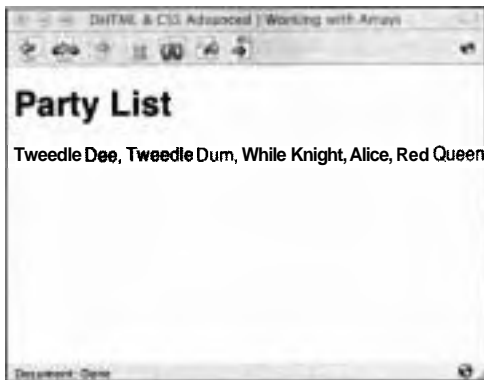 DHTML & CSS Advanced | Working with Arrays
Party List
Tweedle Dee, Tweedle Dum, While Knight, Alice, Red Queen
Document: Done